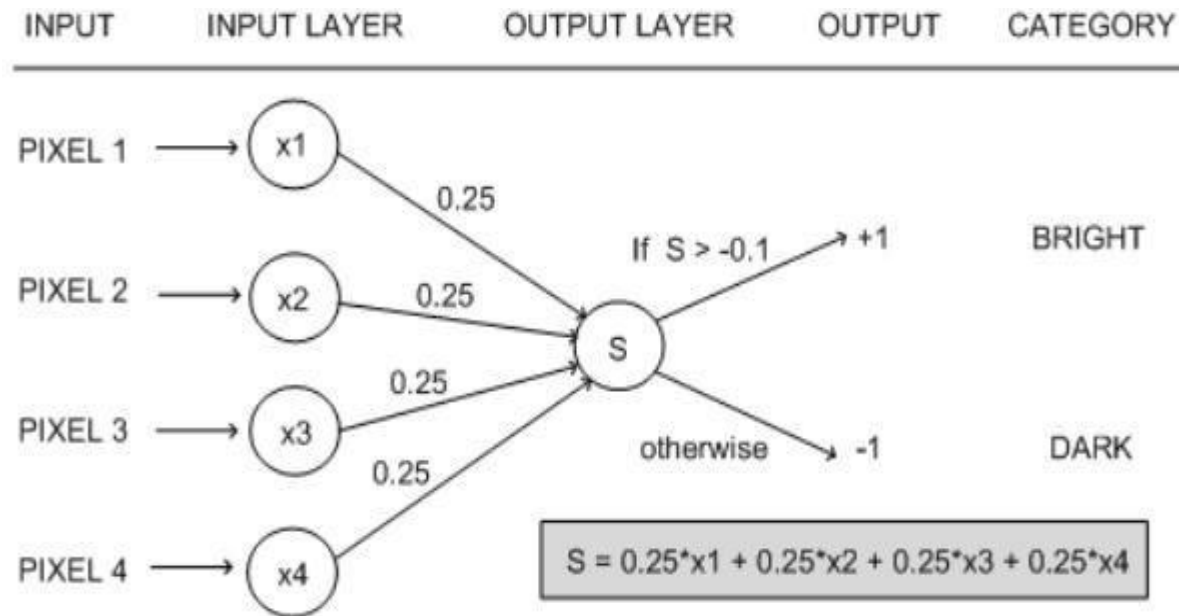 INPUT INPUT LAYER OUTPUT LAYER OUTPUT CATEGORY
PIXEL 1 x1
0.25
If S > -0.1 +1 BRIGHT
PIXEL 2 x2 0.25
S
0.25
PIXEL 3 x3
otherwise -1 DARK
0.25
S = 0.25*x1 + 0.25*x2 + 0.25*x3 + 0.25*x4
PIXEL 4 x4